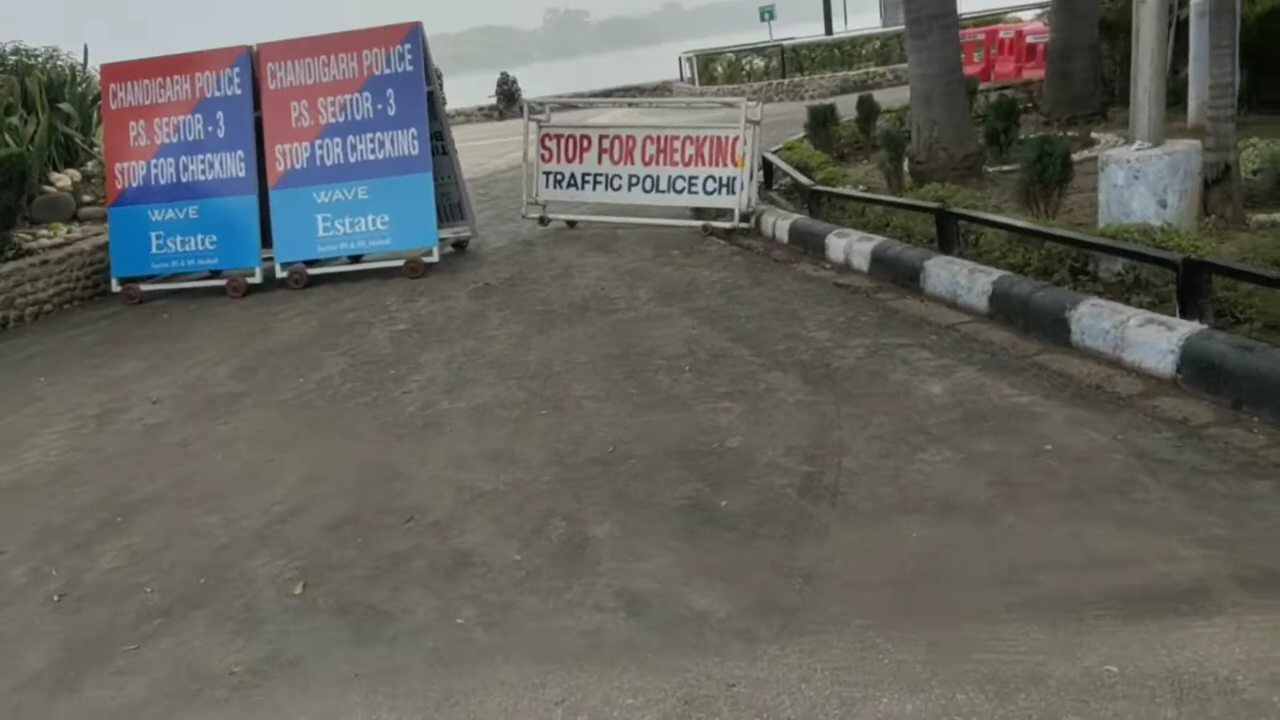 CHANDIGARH POLICE
P.S. SECTOR - 3
STOP FOR CHECKING
WAVE
Estate
CHANDIGARH POLICE
P.S. SECTOR - 3
STOP FOR CHECKING
WAVE
Estate
STOP FOR CHECKING
TRAFFIC POLICE CHD